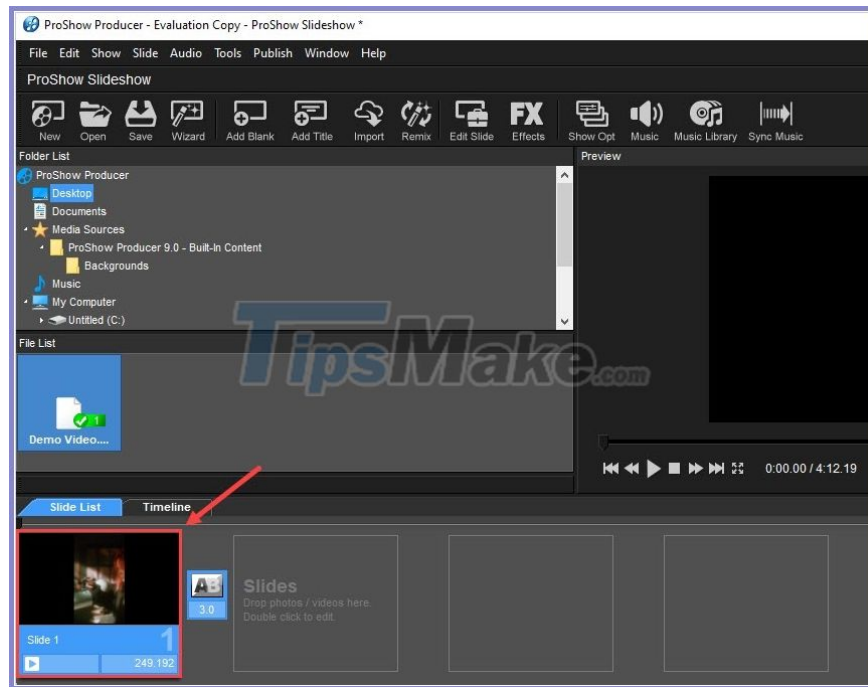 ProShow Producer - Evaluation Copy - ProShow Slideshow *
File Edit Show Slide Audio Tools Publish Window Help
ProShow Slideshow
New Open Save Wizard Add Blank Add Title Import Remix Edit Slide Effects Show Opt Music Music Library Sync Music
FX
Folder List
Preview
ProShow Producer
Desktop
Documents
Media Sources
ProShow Producer 9.0 - Built-In Content
Backgrounds
Music
My Computer
Untitled (C:)
TipsMake.com
File List
1
Demo Video....
0:00.00 / 4:12.19
Slide List Timeline
AB
3.0
Slides
Drop photos / videos here.
Double click to edit.
Slide 1 1
249.192